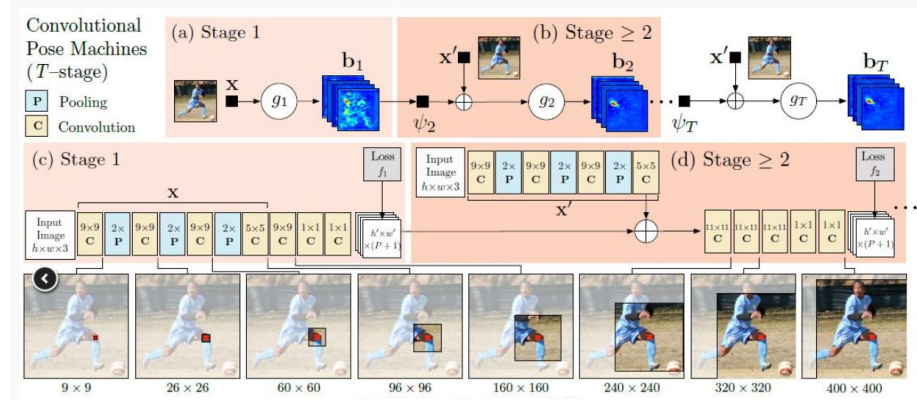 Convolutional
Pose Machines
(T–stage)
P Pooling
C Convolution
(a) Stage 1
x
g₁
b₁
(b) Stage ≥ 2
x′
ψ₂
g₂
b₂
...
x′
ψ_T
g_T
b_T
(c) Stage 1
x
Input
Image
h×w×3
9×9 C
2× P
9×9 C
2× P
9×9 C
2× P
5×5 C
9×9 C
1×1 C
1×1 C
Loss
f₁
h′×w′
×(P+1)
(d) Stage ≥ 2
Input
Image
h×w×3
9×9 C
2× P
9×9 C
2× P
9×9 C
2× P
5×5 C
x′
11×11 C
11×11 C
11×11 C
1×1 C
1×1 C
Loss
f₂
h′×w′
×(P+1)
...
9 × 9
26 × 26
60 × 60
96 × 96
160 × 160
240 × 240
320 × 320
400 × 400